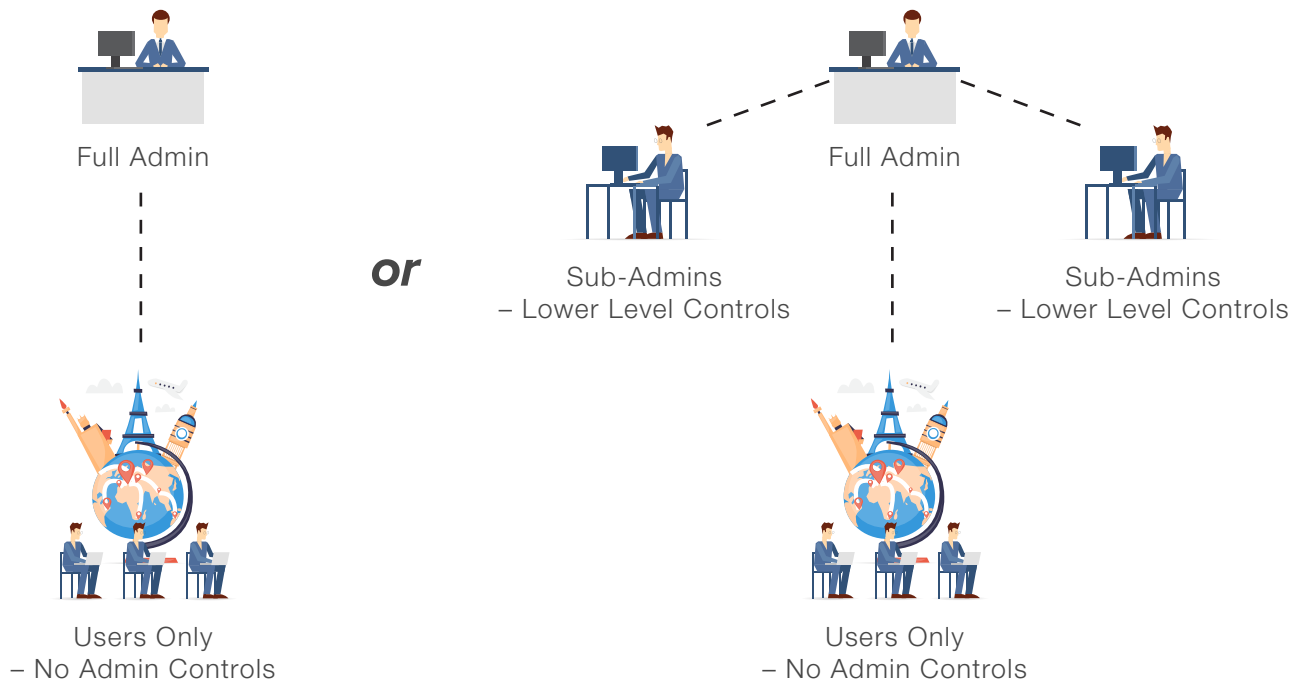 Full Admin
Users Only
– No Admin Controls
or
Full Admin
Sub-Admins
– Lower Level Controls
Sub-Admins
– Lower Level Controls
Users Only
– No Admin Controls